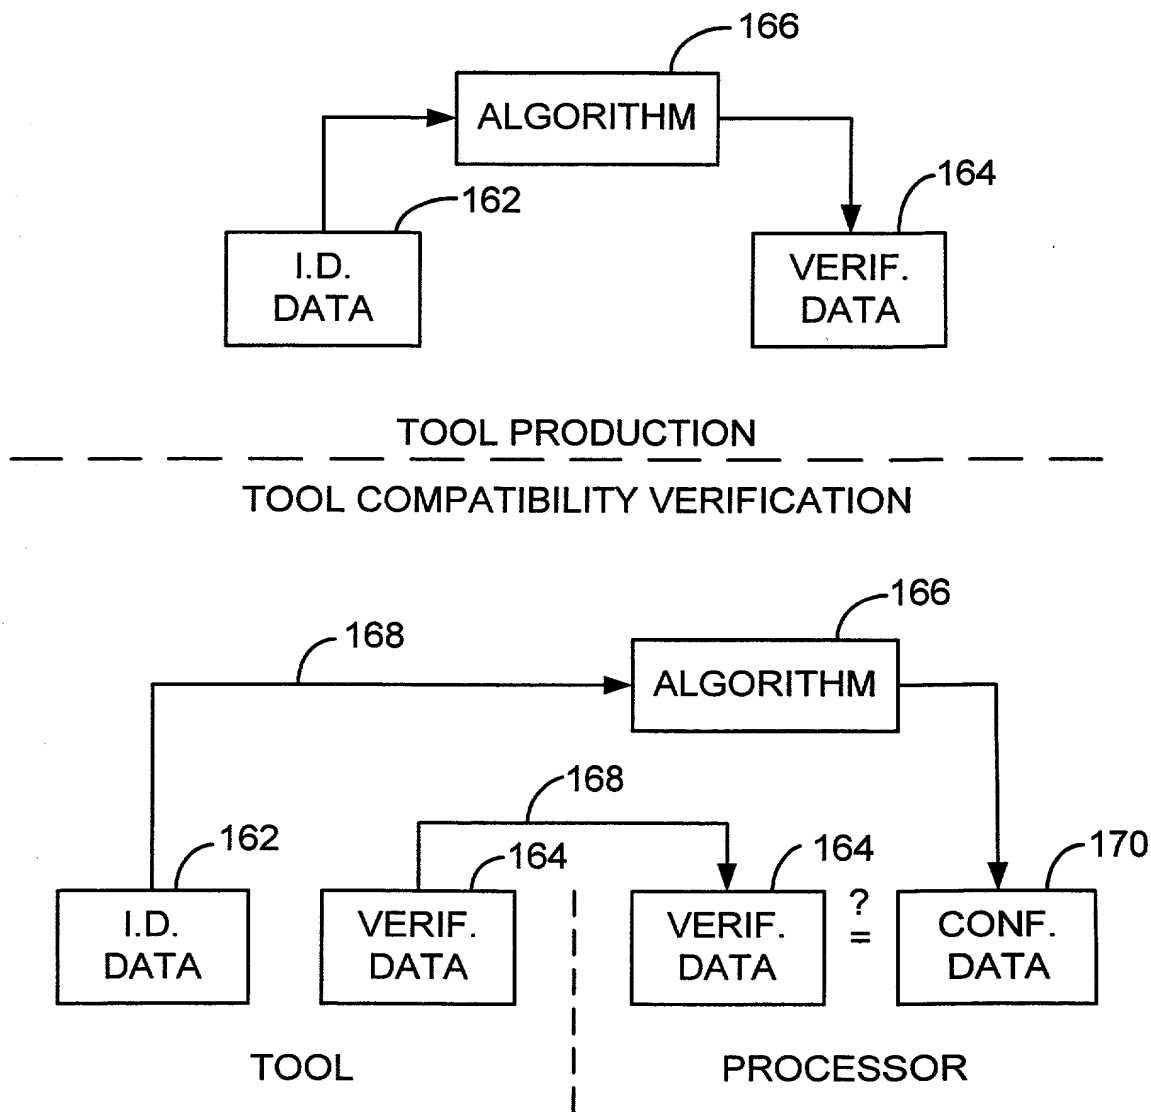 166
ALGORITHM
162
164
I.D.
DATA
VERIF.
DATA
TOOL PRODUCTION
TOOL COMPATIBILITY VERIFICATION
166
168
ALGORITHM
168
162
164
164
170
I.D.
DATA
VERIF.
DATA
VERIF.
DATA
?
=
CONF.
DATA
TOOL
PROCESSOR